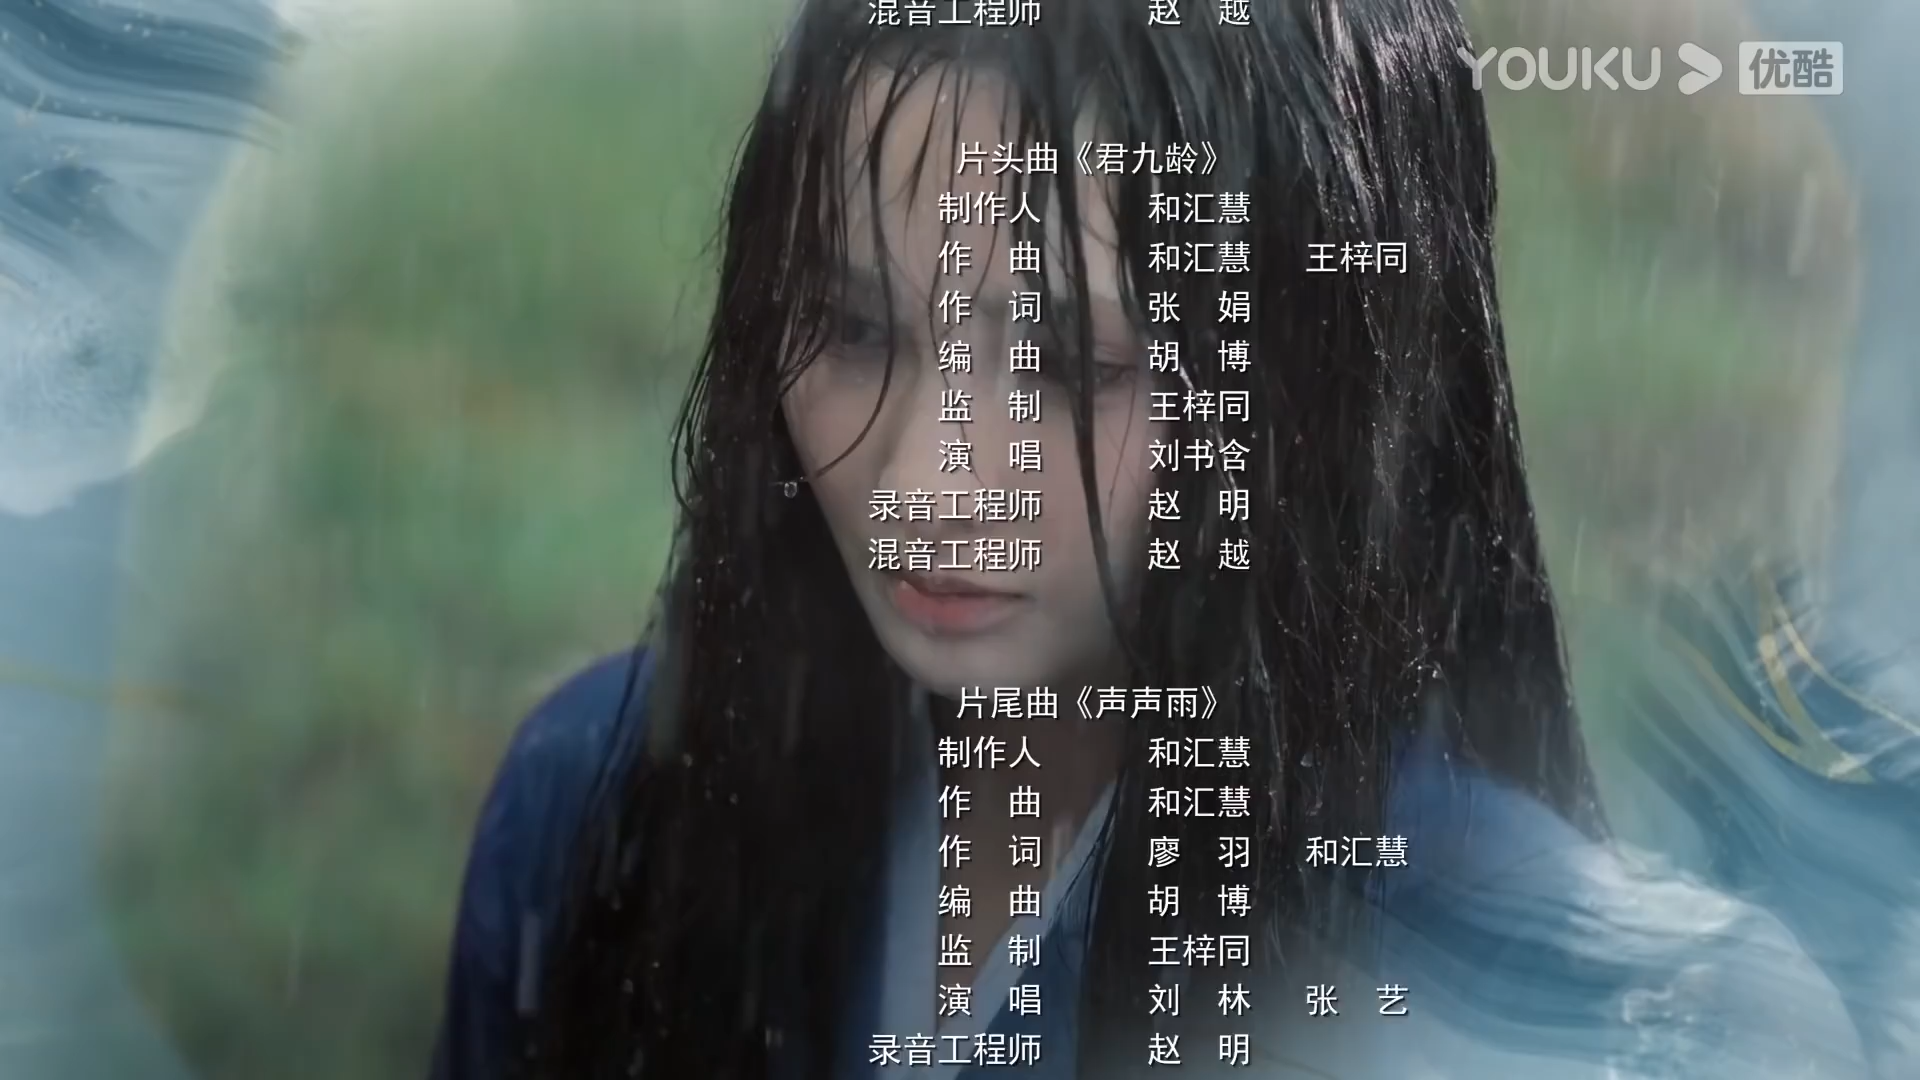 混音工程师 赵 越
YOUKU 优酷
片头曲《君九龄》
制作人 和汇慧
作 曲 和汇慧 王梓同
作 词 张 娟
编 曲 胡 博
监 制 王梓同
演 唱 刘书含
录音工程师 赵 明
混音工程师 赵 越
片尾曲《声声雨》
制作人 和汇慧
作 曲 和汇慧
作 词 廖 羽 和汇慧
编 曲 胡 博
监 制 王梓同
演 唱 刘 林 张 艺
录音工程师 赵 明